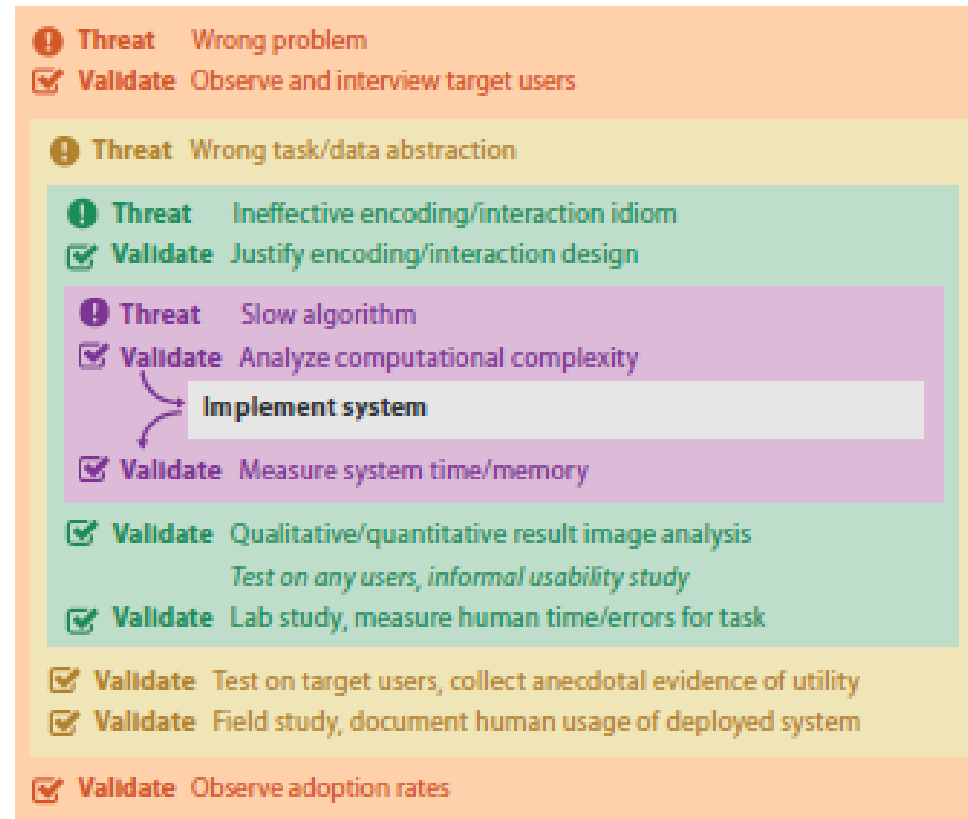 Threat Wrong problem
Validate Observe and interview target users
Threat Wrong task/data abstraction
Threat Ineffective encoding/interaction idiom
Validate Justify encoding/interaction design
Threat Slow algorithm
Validate Analyze computational complexity
Implement system
Validate Measure system time/memory
Validate Qualitative/quantitative result image analysis
Test on any users, informal usability study
Validate Lab study, measure human time/errors for task
Validate Test on target users, collect anecdotal evidence of utility
Validate Field study, document human usage of deployed system
Validate Observe adoption rates